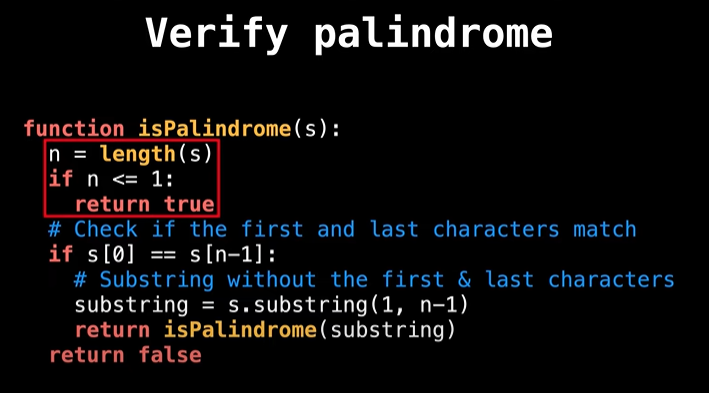 Verify palindrome
function isPalindrome(s):
n = length(s)
if n <= 1:
return true
# Check if the first and last characters match
if s[0] == s[n-1]:
# Substring without the first & last characters
substring = s.substring(1, n-1)
return isPalindrome(substring)
return false